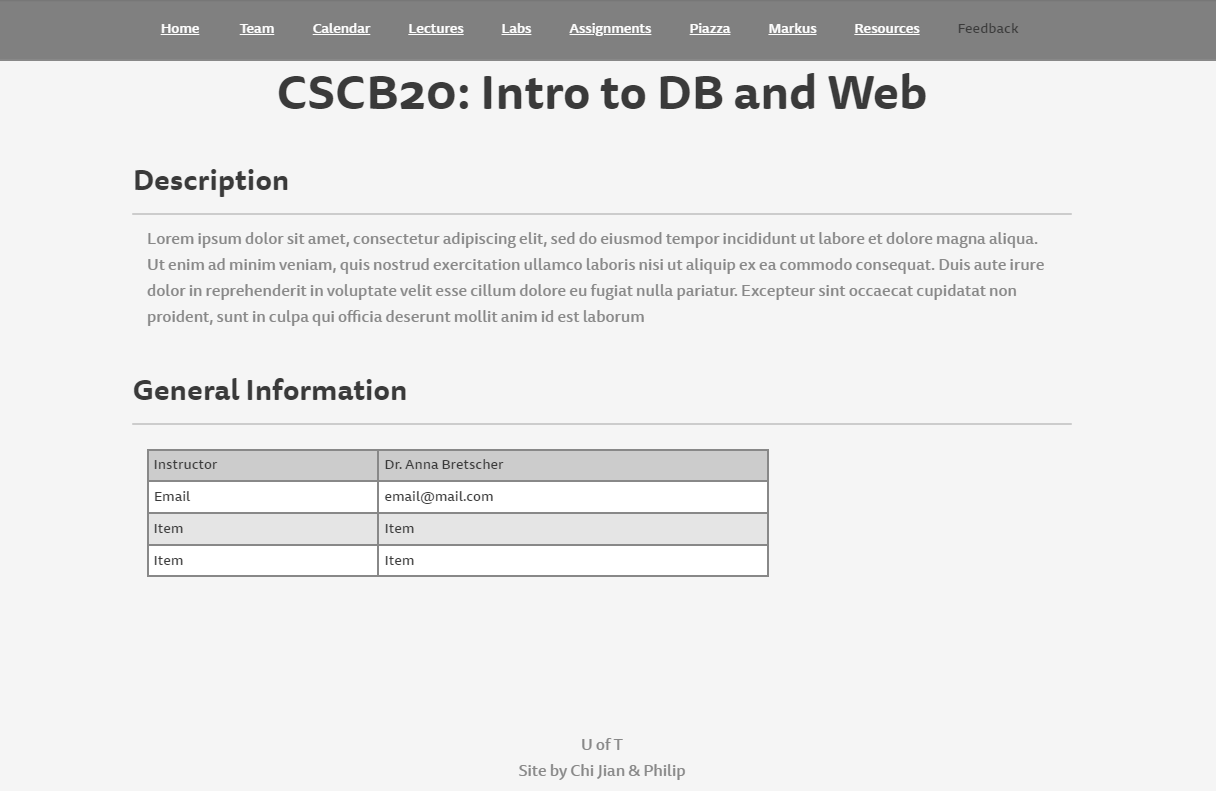 Home Team Calendar Lectures Labs Assignments Piazza Markus Resources Feedback
CSCB20: Intro to DB and Web
Description
Lorem ipsum dolor sit amet, consectetur adipiscing elit, sed do eiusmod tempor incididunt ut labore et dolore magna aliqua.
Ut enim ad minim veniam, quis nostrud exercitation ullamco laboris nisi ut aliquip ex ea commodo consequat. Duis aute irure
dolor in reprehenderit in voluptate velit esse cillum dolore eu fugiat nulla pariatur. Excepteur sint occaecat cupidatat non
proident, sunt in culpa qui officia deserunt mollit anim id est laborum
General Information
Instructor Dr. Anna Bretscher
Email email@mail.com
Item Item
Item Item
U of T
Site by Chi Jian & Philip